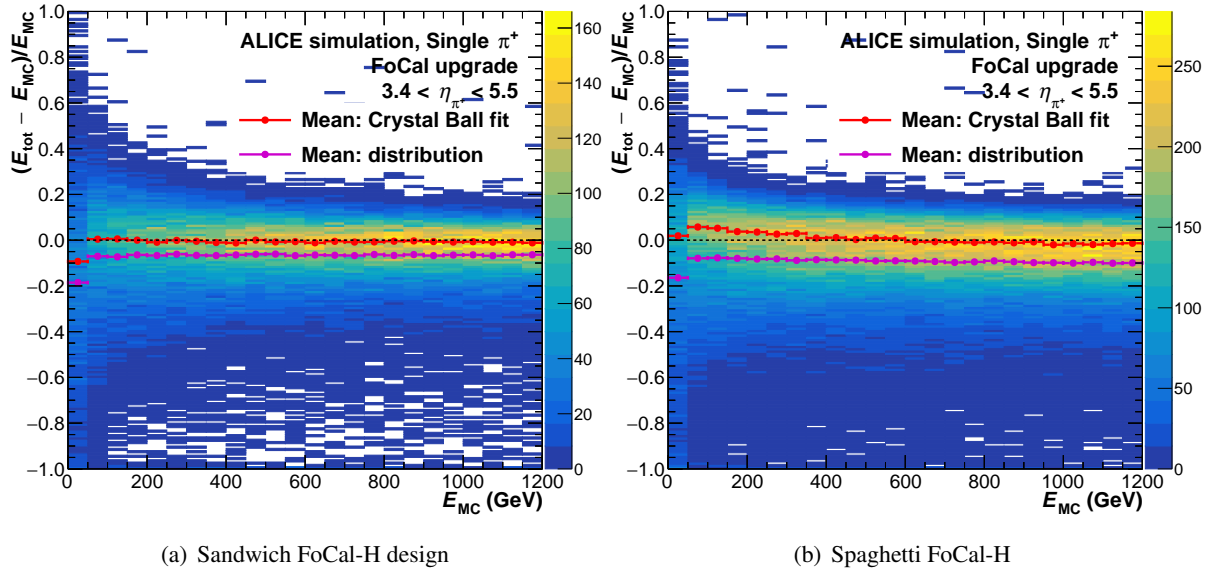 (E_tot − E_MC)/E_MC
1.0
0.8
0.6
0.4
0.2
0.0
−0.2
−0.4
−0.6
−0.8
−1.0
ALICE simulation, Single π⁺
FoCal upgrade
3.4 < η_π⁺ < 5.5
Mean: Crystal Ball fit
Mean: distribution
160
140
120
100
80
60
40
20
0
0 200 400 600 800 1000 1200
E_MC (GeV)
(a) Sandwich FoCal-H design
(E_tot − E_MC)/E_MC
1.0
0.8
0.6
0.4
0.2
0.0
−0.2
−0.4
−0.6
−0.8
−1.0
ALICE simulation, Single π⁺
FoCal upgrade
3.4 < η_π⁺ < 5.5
Mean: Crystal Ball fit
Mean: distribution
250
200
150
100
50
0
0 200 400 600 800 1000 1200
E_MC (GeV)
(b) Spaghetti FoCal-H